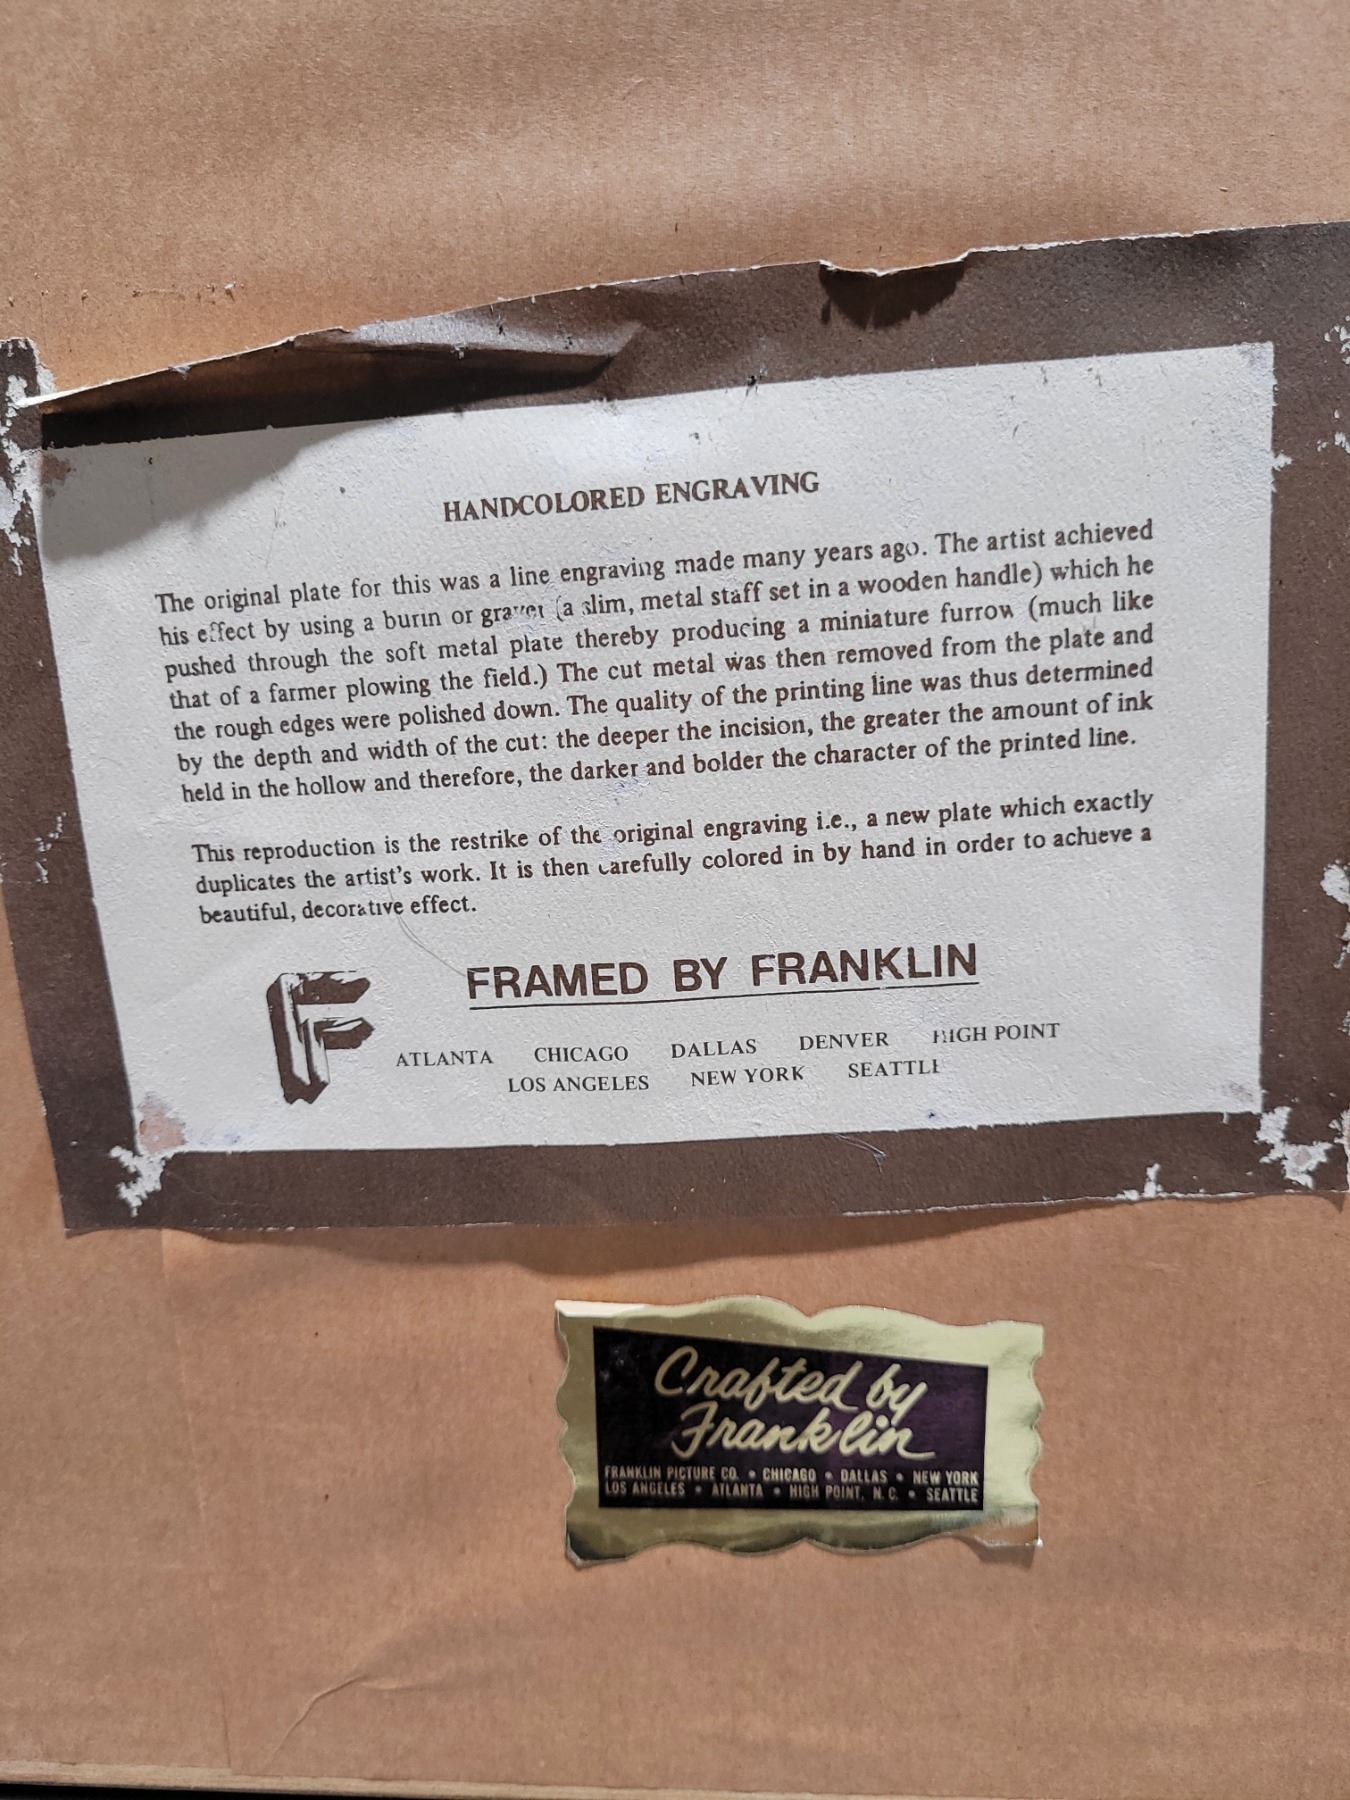 HANDCOLORED ENGRAVING
The original plate for this was a line engraving made many years ago. The artist achieved
his effect by using a burin or graver (a slim, metal staff set in a wooden handle) which he
pushed through the soft metal plate thereby producing a miniature furrow (much like
that of a farmer plowing the field.) The cut metal was then removed from the plate and
the rough edges were polished down. The quality of the printing line was thus determined
by the depth and width of the cut: the deeper the incision, the greater the amount of ink
held in the hollow and therefore, the darker and bolder the character of the printed line.
This reproduction is the restrike of the original engraving i.e., a new plate which exactly
duplicates the artist's work. It is then carefully colored in by hand in order to achieve a
beautiful, decorative effect.
F
FRAMED BY FRANKLIN
ATLANTA CHICAGO DALLAS DENVER HIGH POINT
LOS ANGELES NEW YORK SEATTLE
Crafted by
Franklin
FRANKLIN PICTURE CO. • CHICAGO • DALLAS • NEW YORK
LOS ANGELES • ATLANTA • HIGH POINT, N. C. • SEATTLE